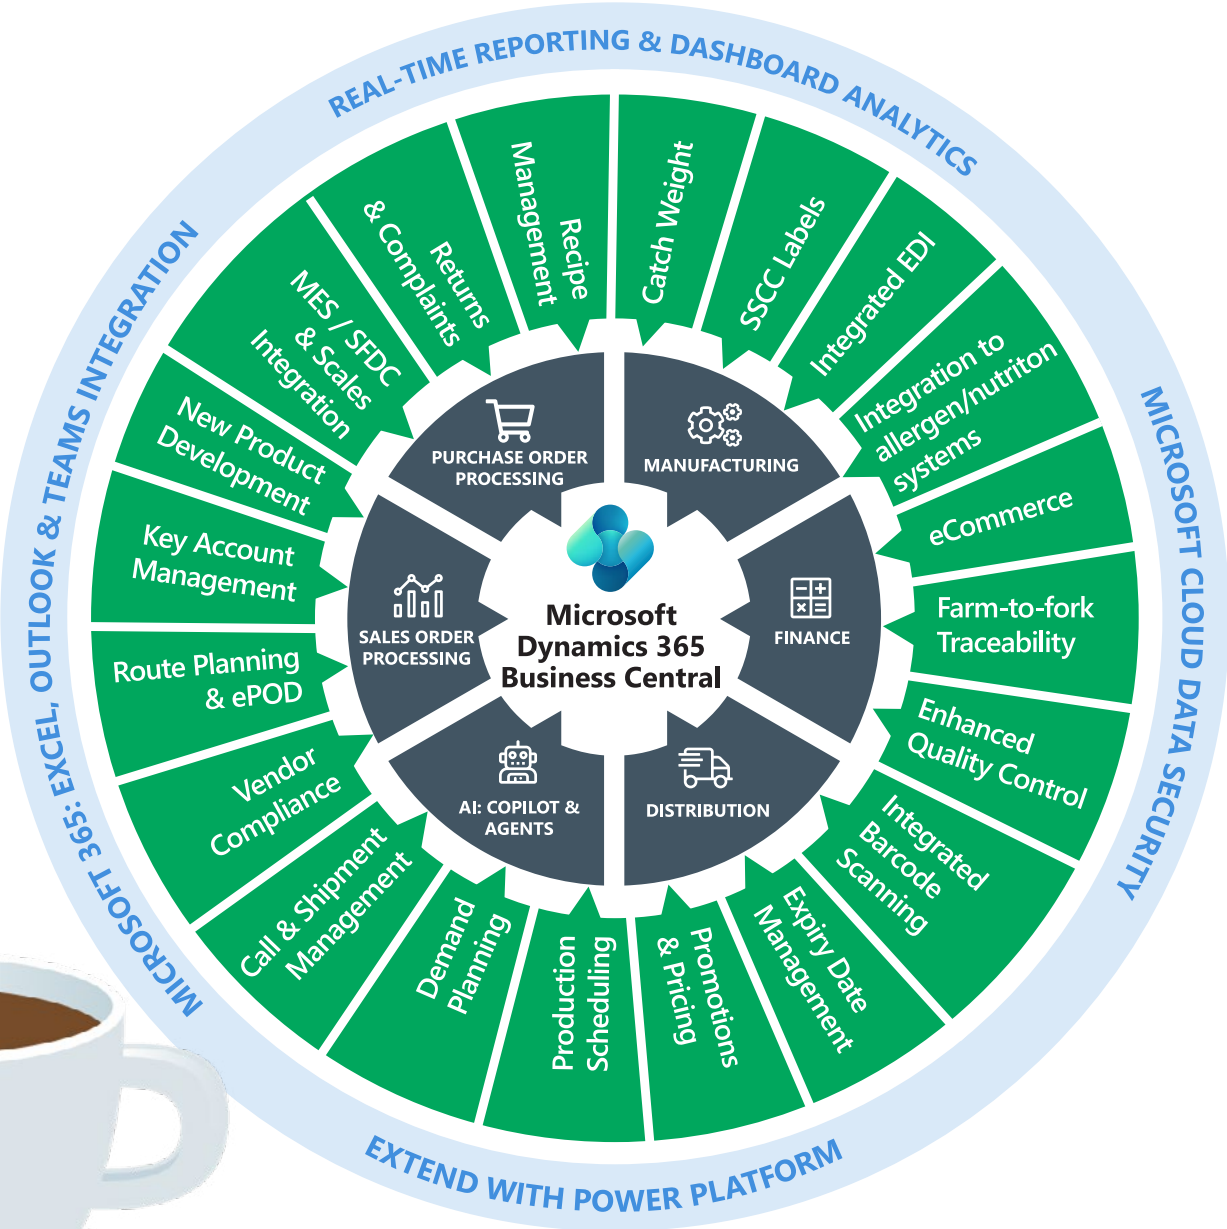 REAL-TIME REPORTING & DASHBOARD ANALYTICS
MICROSOFT CLOUD DATA SECURITY
EXTEND WITH POWER PLATFORM
MICROSOFT 365: EXCEL, OUTLOOK & TEAMS INTEGRATION
Catch Weight
SSCC Labels
Integrated EDI
Integration to
allergen/nutriton
systems
eCommerce
Farm-to-fork
Traceability
Enhanced
Quality Control
Integrated
Barcode
Scanning
Expiry Date
Management
Promotions
& Pricing
Production
Scheduling
Demand
Planning
Call & Shipment
Management
Vendor
Compliance
Route Planning
& ePOD
Key Account
Management
New Product
Development
MES / SFDC
& Scales
Integration
Returns
& Complaints
Recipe
Management
PURCHASE ORDER
PROCESSING
MANUFACTURING
FINANCE
DISTRIBUTION
AI: COPILOT &
AGENTS
SALES ORDER
PROCESSING
Microsoft
Dynamics 365
Business Central